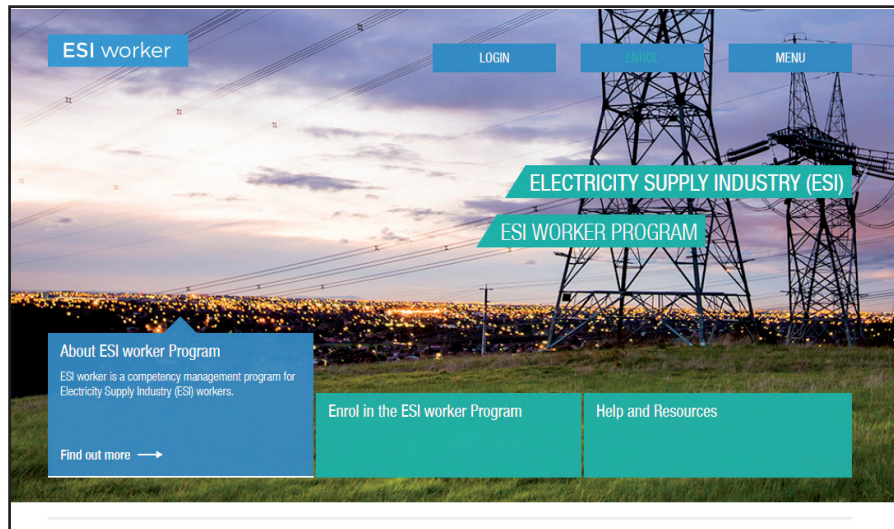 ESI worker
LOGIN
ENROL
MENU
ELECTRICITY SUPPLY INDUSTRY (ESI)
ESI WORKER PROGRAM
About ESI worker Program
ESI worker is a competency management program for
Electricity Supply Industry (ESI) workers.
Find out more
Enrol in the ESI worker Program
Help and Resources